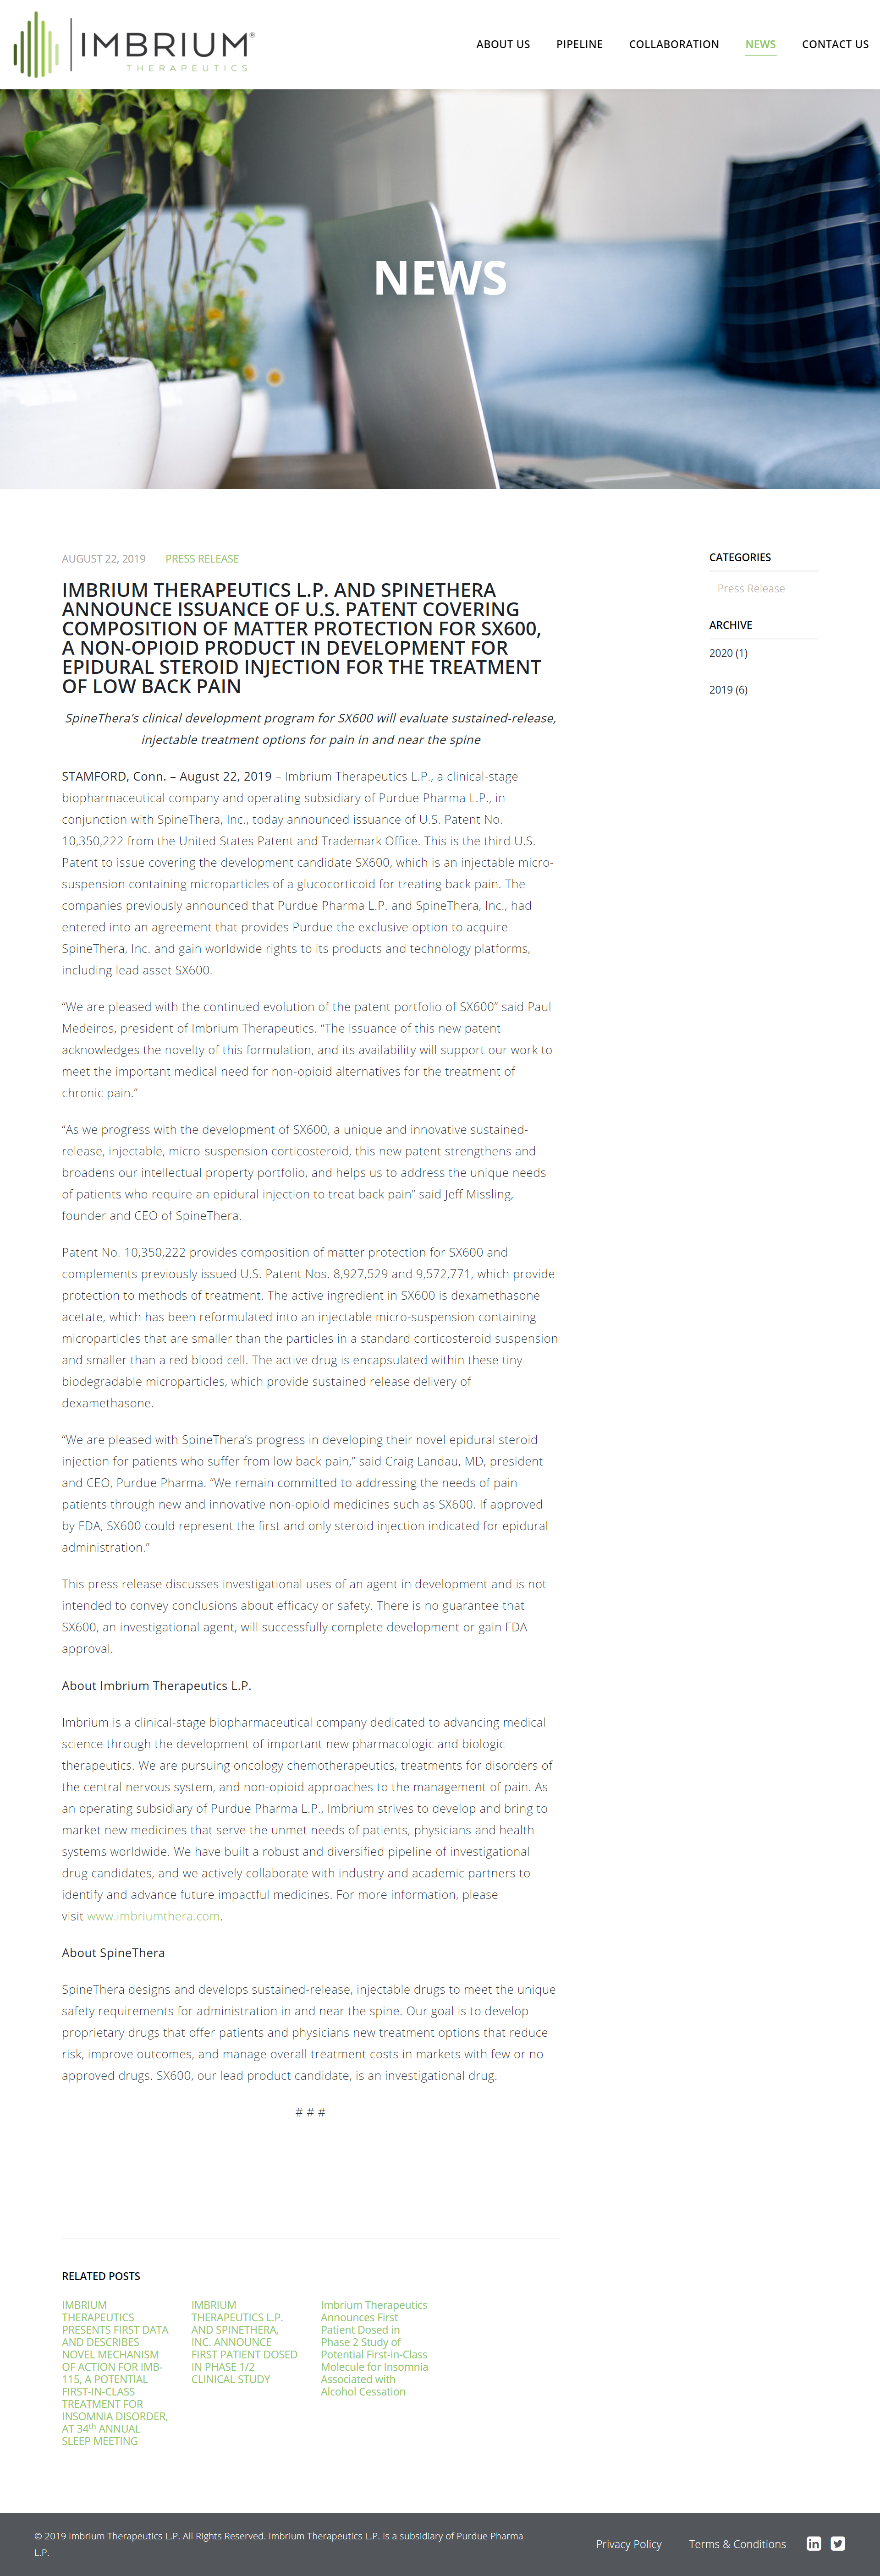 IMBRIUM®
THERAPEUTICS
ABOUT US PIPELINE COLLABORATION NEWS CONTACT US
NEWS
AUGUST 22, 2019 PRESS RELEASE
IMBRIUM THERAPEUTICS L.P. AND SPINETHERA
ANNOUNCE ISSUANCE OF U.S. PATENT COVERING
COMPOSITION OF MATTER PROTECTION FOR SX600,
A NON-OPIOID PRODUCT IN DEVELOPMENT FOR
EPIDURAL STEROID INJECTION FOR THE TREATMENT
OF LOW BACK PAIN
SpineThera’s clinical development program for SX600 will evaluate sustained-release,
injectable treatment options for pain in and near the spine
STAMFORD, Conn. – August 22, 2019 – Imbrium Therapeutics L.P., a clinical-stage
biopharmaceutical company and operating subsidiary of Purdue Pharma L.P., in
conjunction with SpineThera, Inc., today announced issuance of U.S. Patent No.
10,350,222 from the United States Patent and Trademark Office. This is the third U.S.
Patent to issue covering the development candidate SX600, which is an injectable micro-
suspension containing microparticles of a glucocorticoid for treating back pain. The
companies previously announced that Purdue Pharma L.P. and SpineThera, Inc., had
entered into an agreement that provides Purdue the exclusive option to acquire
SpineThera, Inc. and gain worldwide rights to its products and technology platforms,
including lead asset SX600.
“We are pleased with the continued evolution of the patent portfolio of SX600” said Paul
Medeiros, president of Imbrium Therapeutics. “The issuance of this new patent
acknowledges the novelty of this formulation, and its availability will support our work to
meet the important medical need for non-opioid alternatives for the treatment of
chronic pain.”
“As we progress with the development of SX600, a unique and innovative sustained-
release, injectable, micro-suspension corticosteroid, this new patent strengthens and
broadens our intellectual property portfolio, and helps us to address the unique needs
of patients who require an epidural injection to treat back pain” said Jeff Missling,
founder and CEO of SpineThera.
Patent No. 10,350,222 provides composition of matter protection for SX600 and
complements previously issued U.S. Patent Nos. 8,927,529 and 9,572,771, which provide
protection to methods of treatment. The active ingredient in SX600 is dexamethasone
acetate, which has been reformulated into an injectable micro-suspension containing
microparticles that are smaller than the particles in a standard corticosteroid suspension
and smaller than a red blood cell. The active drug is encapsulated within these tiny
biodegradable microparticles, which provide sustained release delivery of
dexamethasone.
“We are pleased with SpineThera’s progress in developing their novel epidural steroid
injection for patients who suffer from low back pain,” said Craig Landau, MD, president
and CEO, Purdue Pharma. “We remain committed to addressing the needs of pain
patients through new and innovative non-opioid medicines such as SX600. If approved
by FDA, SX600 could represent the first and only steroid injection indicated for epidural
administration.”
This press release discusses investigational uses of an agent in development and is not
intended to convey conclusions about efficacy or safety. There is no guarantee that
SX600, an investigational agent, will successfully complete development or gain FDA
approval.
About Imbrium Therapeutics L.P.
Imbrium is a clinical-stage biopharmaceutical company dedicated to advancing medical
science through the development of important new pharmacologic and biologic
therapeutics. We are pursuing oncology chemotherapeutics, treatments for disorders of
the central nervous system, and non-opioid approaches to the management of pain. As
an operating subsidiary of Purdue Pharma L.P., Imbrium strives to develop and bring to
market new medicines that serve the unmet needs of patients, physicians and health
systems worldwide. We have built a robust and diversified pipeline of investigational
drug candidates, and we actively collaborate with industry and academic partners to
identify and advance future impactful medicines. For more information, please
visit www.imbriumthera.com.
About SpineThera
SpineThera designs and develops sustained-release, injectable drugs to meet the unique
safety requirements for administration in and near the spine. Our goal is to develop
proprietary drugs that offer patients and physicians new treatment options that reduce
risk, improve outcomes, and manage overall treatment costs in markets with few or no
approved drugs. SX600, our lead product candidate, is an investigational drug.
# # #
CATEGORIES
Press Release
ARCHIVE
2020 (1)
2019 (6)
RELATED POSTS
IMBRIUM
THERAPEUTICS
PRESENTS FIRST DATA
AND DESCRIBES
NOVEL MECHANISM
OF ACTION FOR IMB-
115, A POTENTIAL
FIRST-IN-CLASS
TREATMENT FOR
INSOMNIA DISORDER,
AT 34th ANNUAL
SLEEP MEETING
IMBRIUM
THERAPEUTICS L.P.
AND SPINETHERA,
INC. ANNOUNCE
FIRST PATIENT DOSED
IN PHASE 1/2
CLINICAL STUDY
Imbrium Therapeutics
Announces First
Patient Dosed in
Phase 2 Study of
Potential First-in-Class
Molecule for Insomnia
Associated with
Alcohol Cessation
© 2019 Imbrium Therapeutics L.P. All Rights Reserved. Imbrium Therapeutics L.P. is a subsidiary of Purdue Pharma
L.P.
Privacy Policy Terms & Conditions in